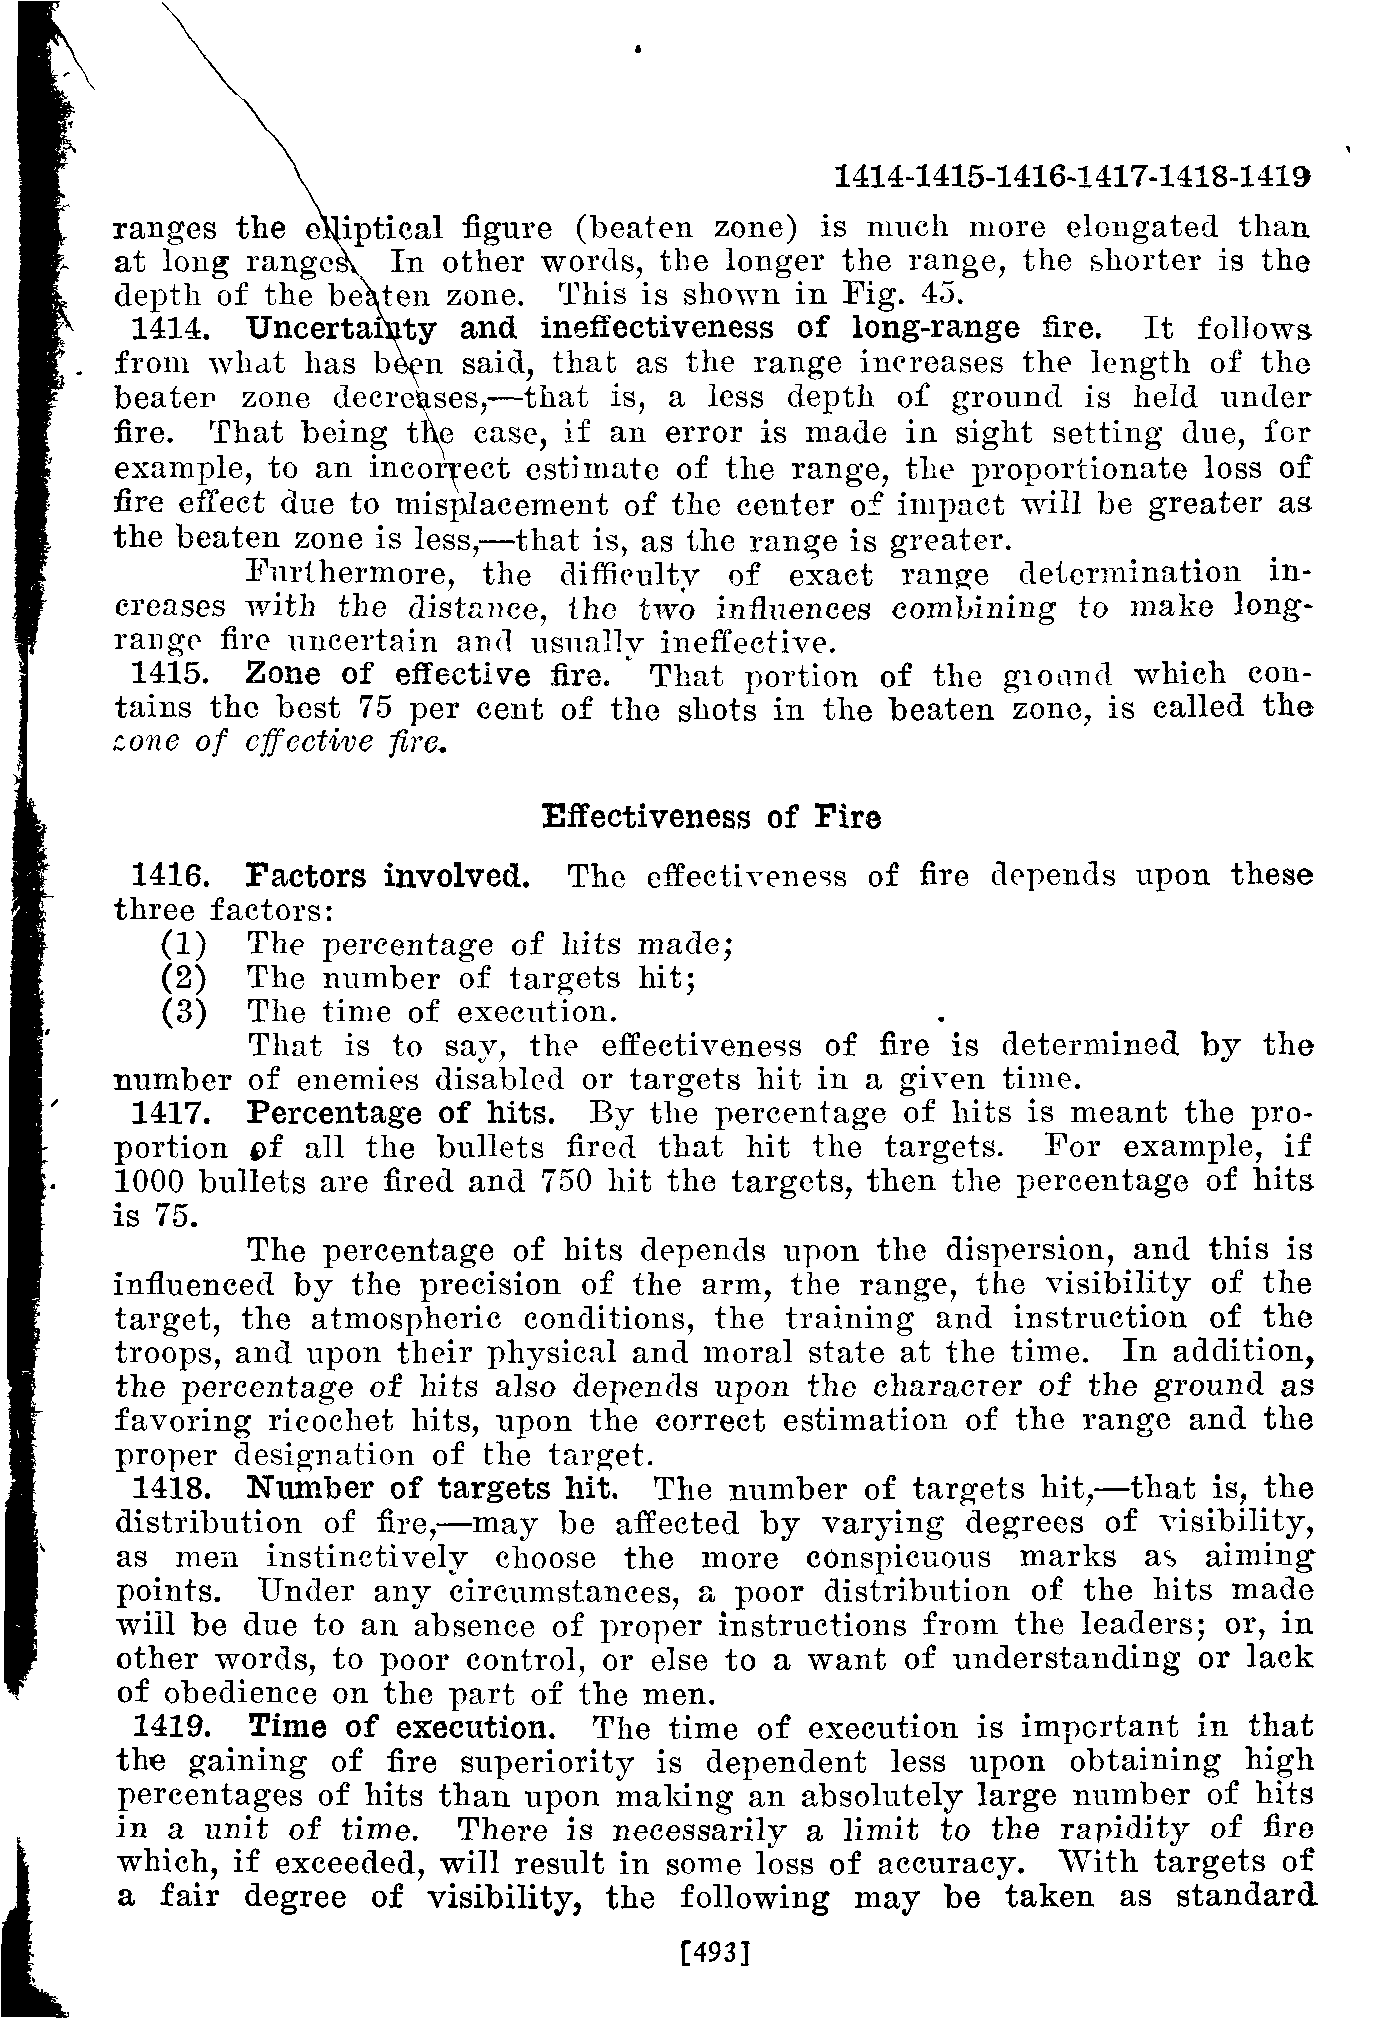 1414-1415-1416-1417-1418-1419
ranges the elliptical figure (beaten zone) is much more elongated than
at long ranges. In other words, the longer the range, the shorter is the
depth of the beaten zone. This is shown in Fig. 45.
1414. Uncertainty and ineffectiveness of long-range fire. It follows
from what has been said, that as the range increases the length of the
beaten zone decreases,—that is, a less depth of ground is held under
fire. That being the case, if an error is made in sight setting due, for
example, to an incorrect estimate of the range, the proportionate loss of
fire effect due to misplacement of the center of impact will be greater as
the beaten zone is less,—that is, as the range is greater.
Furthermore, the difficulty of exact range determination in-
creases with the distance, the two influences combining to make long-
range fire uncertain and usually ineffective.
1415. Zone of effective fire. That portion of the ground which con-
tains the best 75 per cent of the shots in the beaten zone, is called the
zone of effective fire.
Effectiveness of Fire
1416. Factors involved. The effectiveness of fire depends upon these
three factors:
(1) The percentage of hits made;
(2) The number of targets hit;
(3) The time of execution.
That is to say, the effectiveness of fire is determined by the
number of enemies disabled or targets hit in a given time.
1417. Percentage of hits. By the percentage of hits is meant the pro-
portion of all the bullets fired that hit the targets. For example, if
1000 bullets are fired and 750 hit the targets, then the percentage of hits
is 75.
The percentage of hits depends upon the dispersion, and this is
influenced by the precision of the arm, the range, the visibility of the
target, the atmospheric conditions, the training and instruction of the
troops, and upon their physical and moral state at the time. In addition,
the percentage of hits also depends upon the character of the ground as
favoring ricochet hits, upon the correct estimation of the range and the
proper designation of the target.
1418. Number of targets hit. The number of targets hit,—that is, the
distribution of fire,—may be affected by varying degrees of visibility,
as men instinctively choose the more conspicuous marks as aiming
points. Under any circumstances, a poor distribution of the hits made
will be due to an absence of proper instructions from the leaders; or, in
other words, to poor control, or else to a want of understanding or lack
of obedience on the part of the men.
1419. Time of execution. The time of execution is important in that
the gaining of fire superiority is dependent less upon obtaining high
percentages of hits than upon making an absolutely large number of hits
in a unit of time. There is necessarily a limit to the rapidity of fire
which, if exceeded, will result in some loss of accuracy. With targets of
a fair degree of visibility, the following may be taken as standard
[493]